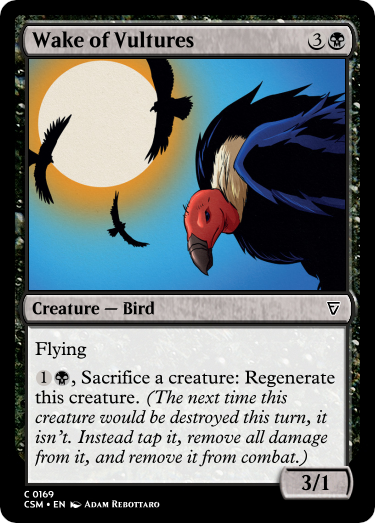 Wake of Vultures 3
Creature — Bird
Flying
1, Sacrifice a creature: Regenerate
this creature. (The next time this
creature would be destroyed this turn, it
isn't. Instead tap it, remove all damage
from it, and remove it from combat.)
3/1
C 0169
CSM • EN Adam Rebottaro